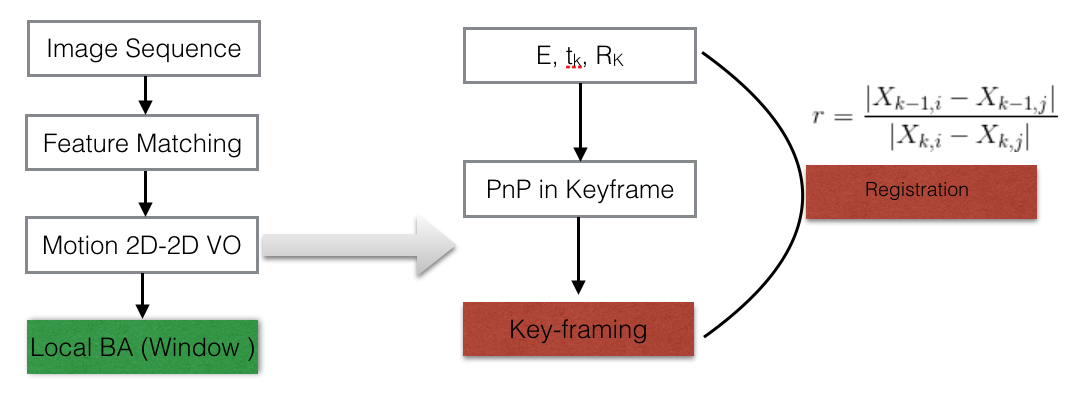 Image Sequence
Feature Matching
Motion 2D-2D VO
Local BA (Window )
E, tk, RK
PnP in Keyframe
Key-framing
r = |Xk−1,i − Xk−1,j| / |Xk,i − Xk,j|
Registration